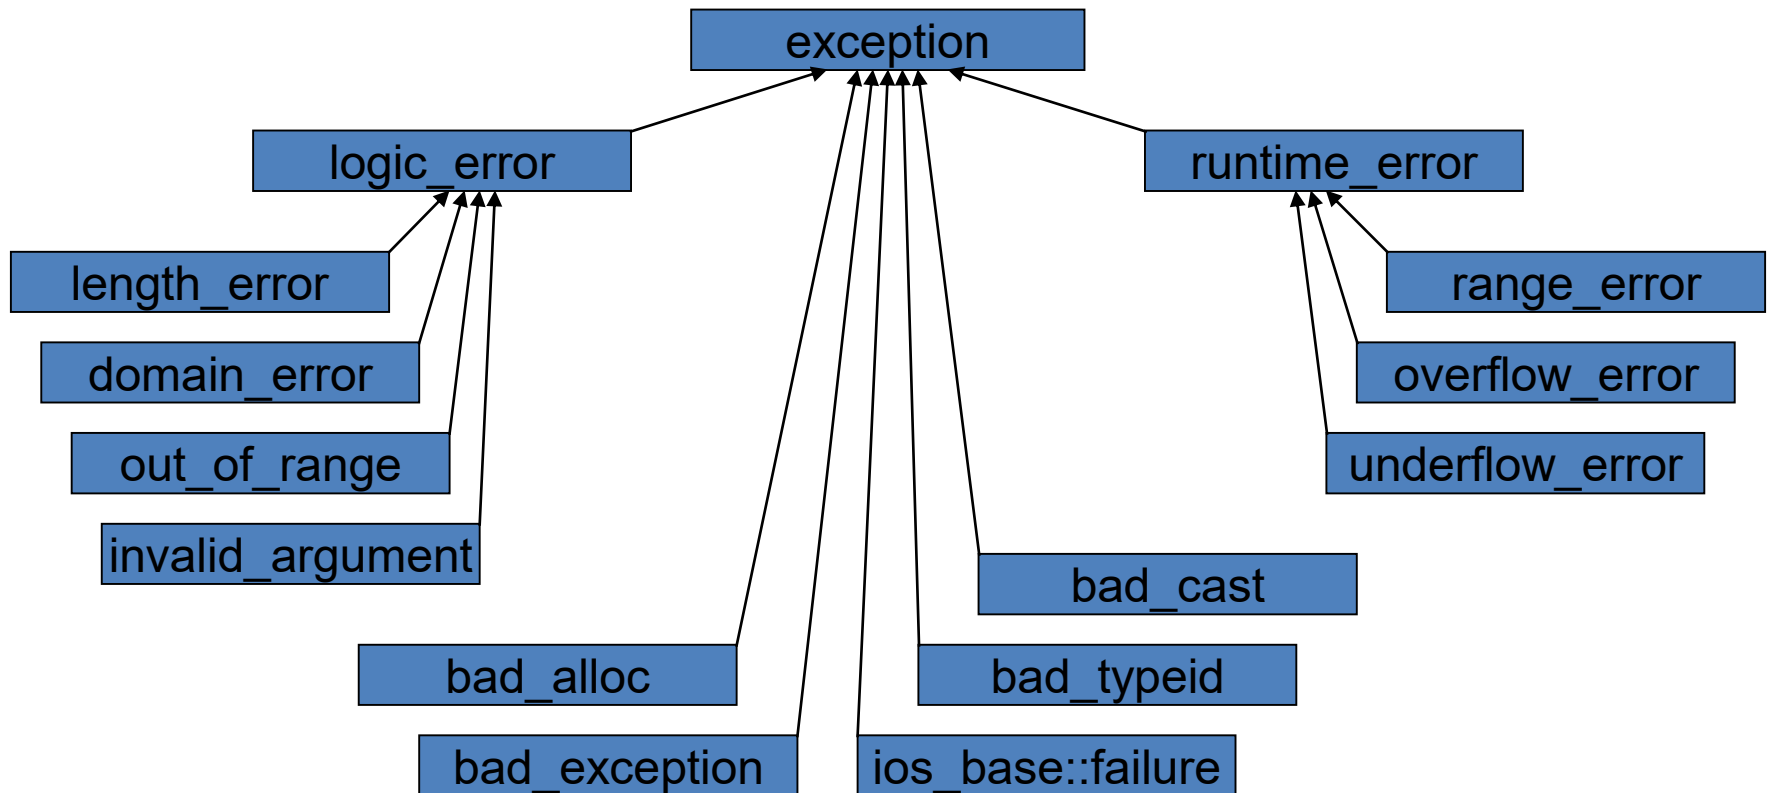 exception
logic_error
runtime_error
length_error
range_error
domain_error
overflow_error
out_of_range
underflow_error
invalid_argument
bad_cast
bad_alloc
bad_typeid
bad_exception
ios_base::failure